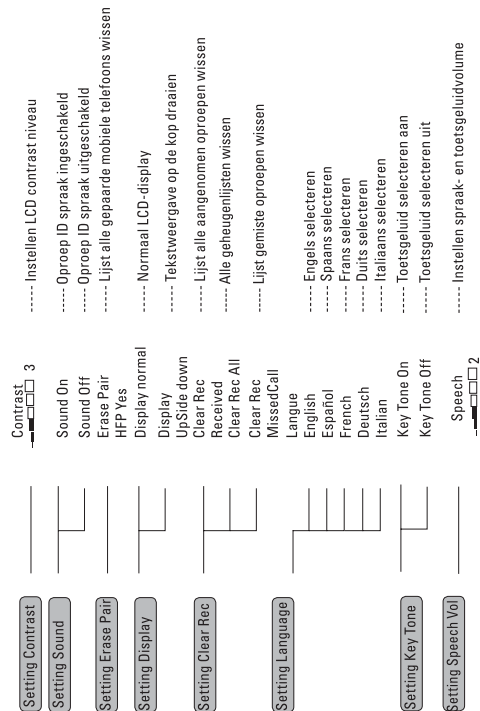 Setting Contrast
Contrast
3
----- Instellen LCD contrast niveau
Setting Sound
Sound On
----- Oproep ID spraak ingeschakeld
Sound Off
----- Oproep ID spraak uitgeschakeld
Setting Erase Pair
Erase Pair
HFP Yes
----- Lijst alle gepaarde mobiele telefoons wissen
Setting Display
Display normal
----- Normaal LCD-display
Display
UpSide down
----- Tekstweergave op de kop draaien
Setting Clear Rec
Clear Rec
Received
---- Lijst alle aangenomen oproepen wissen
Clear Rec All
-----Alle geheugenlijsten wissen
Clear Rec
MissedCall
---- Lijst gemiste oproepen wissen
Setting Language
Langue
English
----- Engels selecteren
Español
----- Spaans selecteren
French
----- Frans selecteren
Deutsch
----- Duits selecteren
Italian
----- Italiaans selecteren
Setting Key Tone
Key Tone On
----- Toetsgeluid selecteren aan
Key Tone Off
----- Toetsgeluid selecteren uit
Setting Speech Vol
Speech
2
----- Instellen spraak- en toetsgeluidvolume